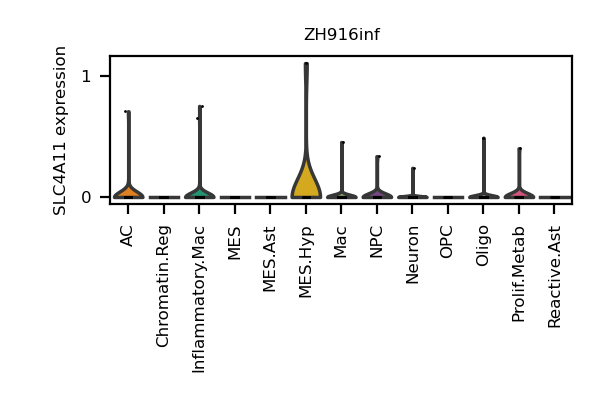 ZH916inf
SLC4A11 expression
1
0
AC
Chromatin.Reg
Inflammatory.Mac
MES
MES.Ast
MES.Hyp
Mac
NPC
Neuron
OPC
Oligo
Prolif.Metab
Reactive.Ast